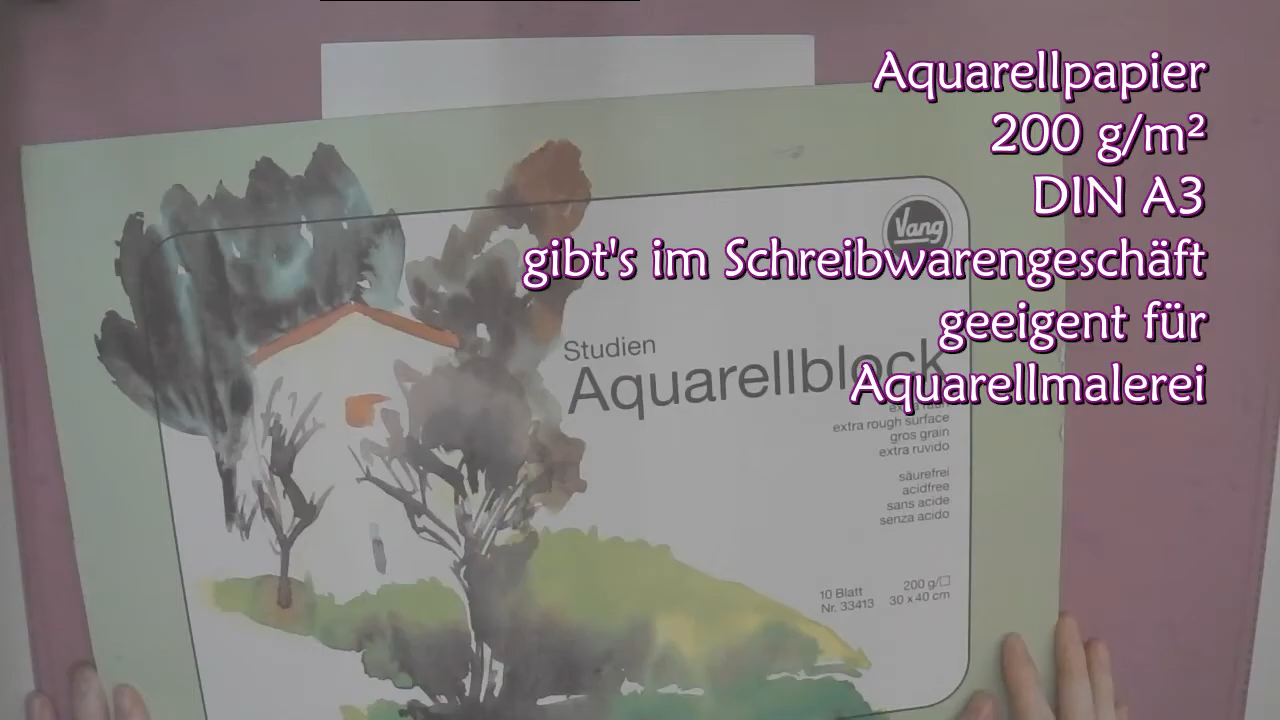 Aquarellpapier
200 g/m²
DIN A3
Vang
gibt's im Schreibwarengeschäft
geeigent für
Studien
Aquarellblock
Aquarellmalerei
extra rough surface
gros grain
extra ruvido
säurefrei
acidfree
sans acide
senza acido
10 Blatt 200 g/□
Nr. 33413 30 x 40 cm